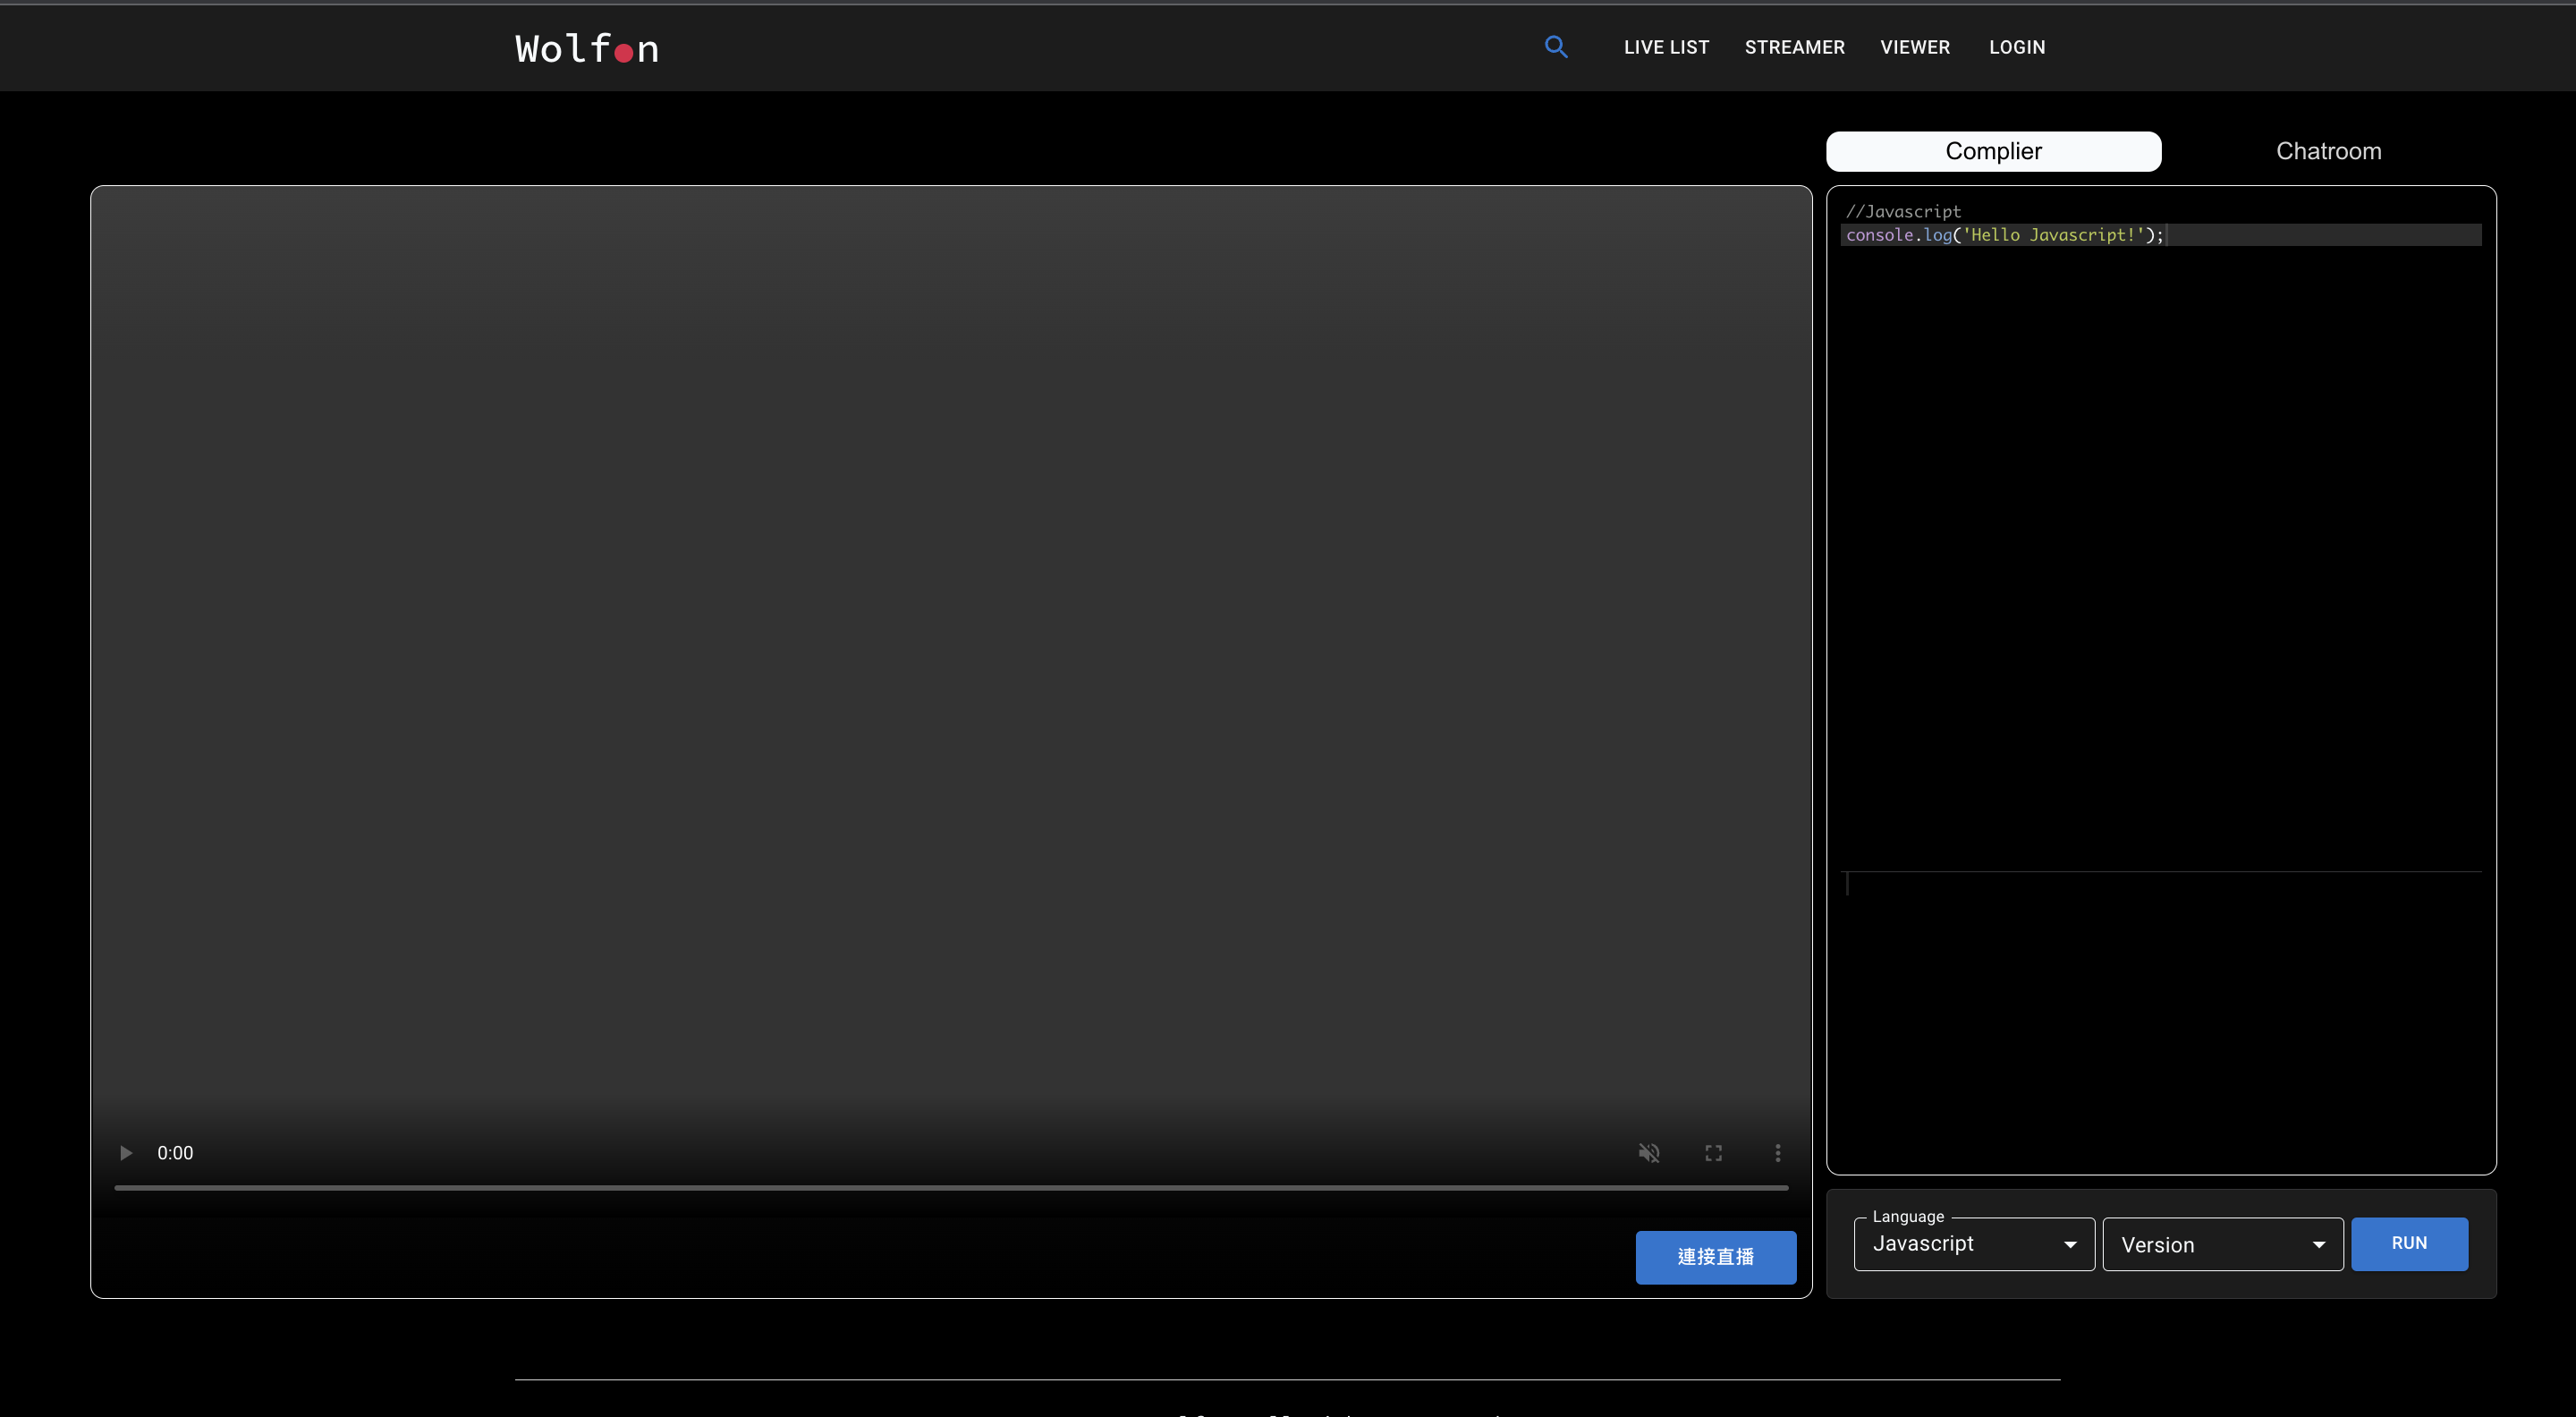 Wolfon
LIVE LIST STREAMER VIEWER LOGIN
Complier Chatroom
//Javascript
console.log('Hello Javascript!');
0:00
連接直播
Language
Javascript
Version
RUN